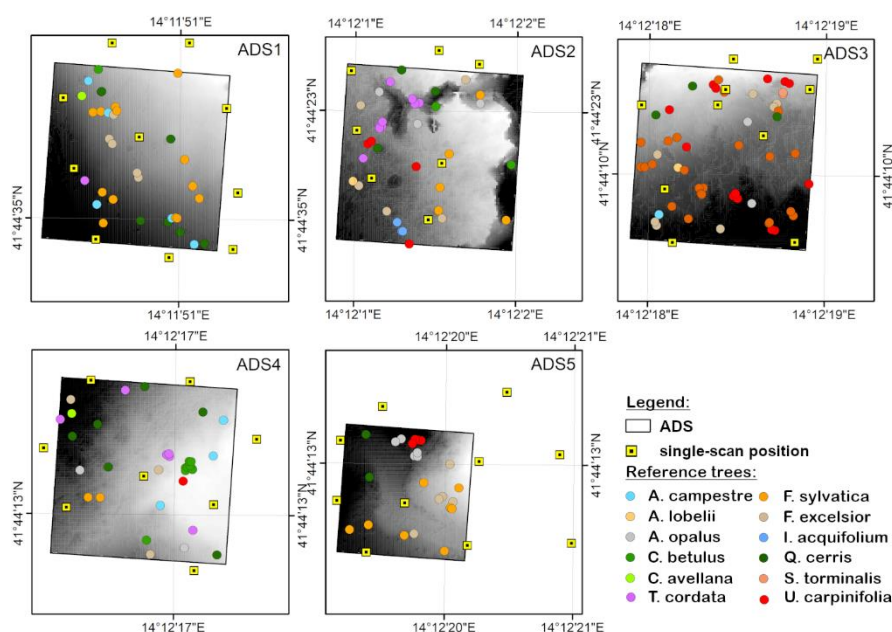 14°11'51"E
ADS1
41°44'35"N
41°44'35"N
14°11'51"E
14°12'1"E
14°12'2"E
ADS2
41°44'23"N
41°44'23"N
14°12'1"E
14°12'2"E
14°12'18"E
14°12'19"E
ADS3
41°44'10"N
41°44'10"N
14°12'18"E
14°12'19"E
14°12'17"E
ADS4
41°44'13"N
41°44'13"N
14°12'17"E
14°12'20"E
14°12'21"E
ADS5
41°44'13"N
41°44'13"N
14°12'20"E
14°12'21"E
Legend:
ADS
single-scan position
Reference trees:
A. campestre
F. sylvatica
A. lobelii
F. excelsior
A. opalus
I. acquifolium
C. betulus
Q. cerris
C. avellana
S. torminalis
T. cordata
U. carpinifolia